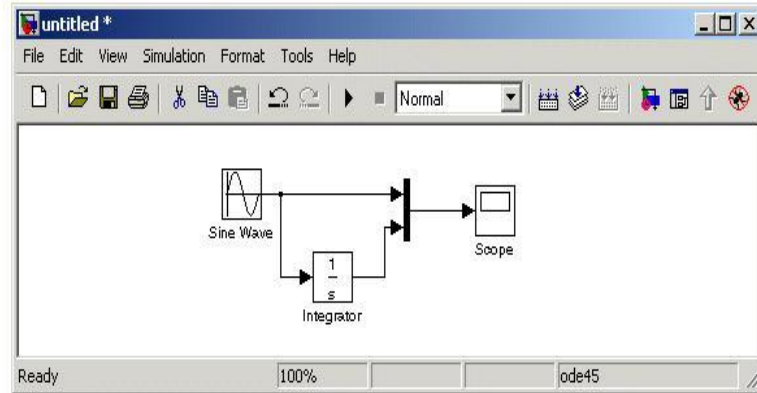 untitled *
File Edit View Simulation Format Tools Help
Normal
Sine Wave
Scope
1
s
Integrator
Ready 100% ode45